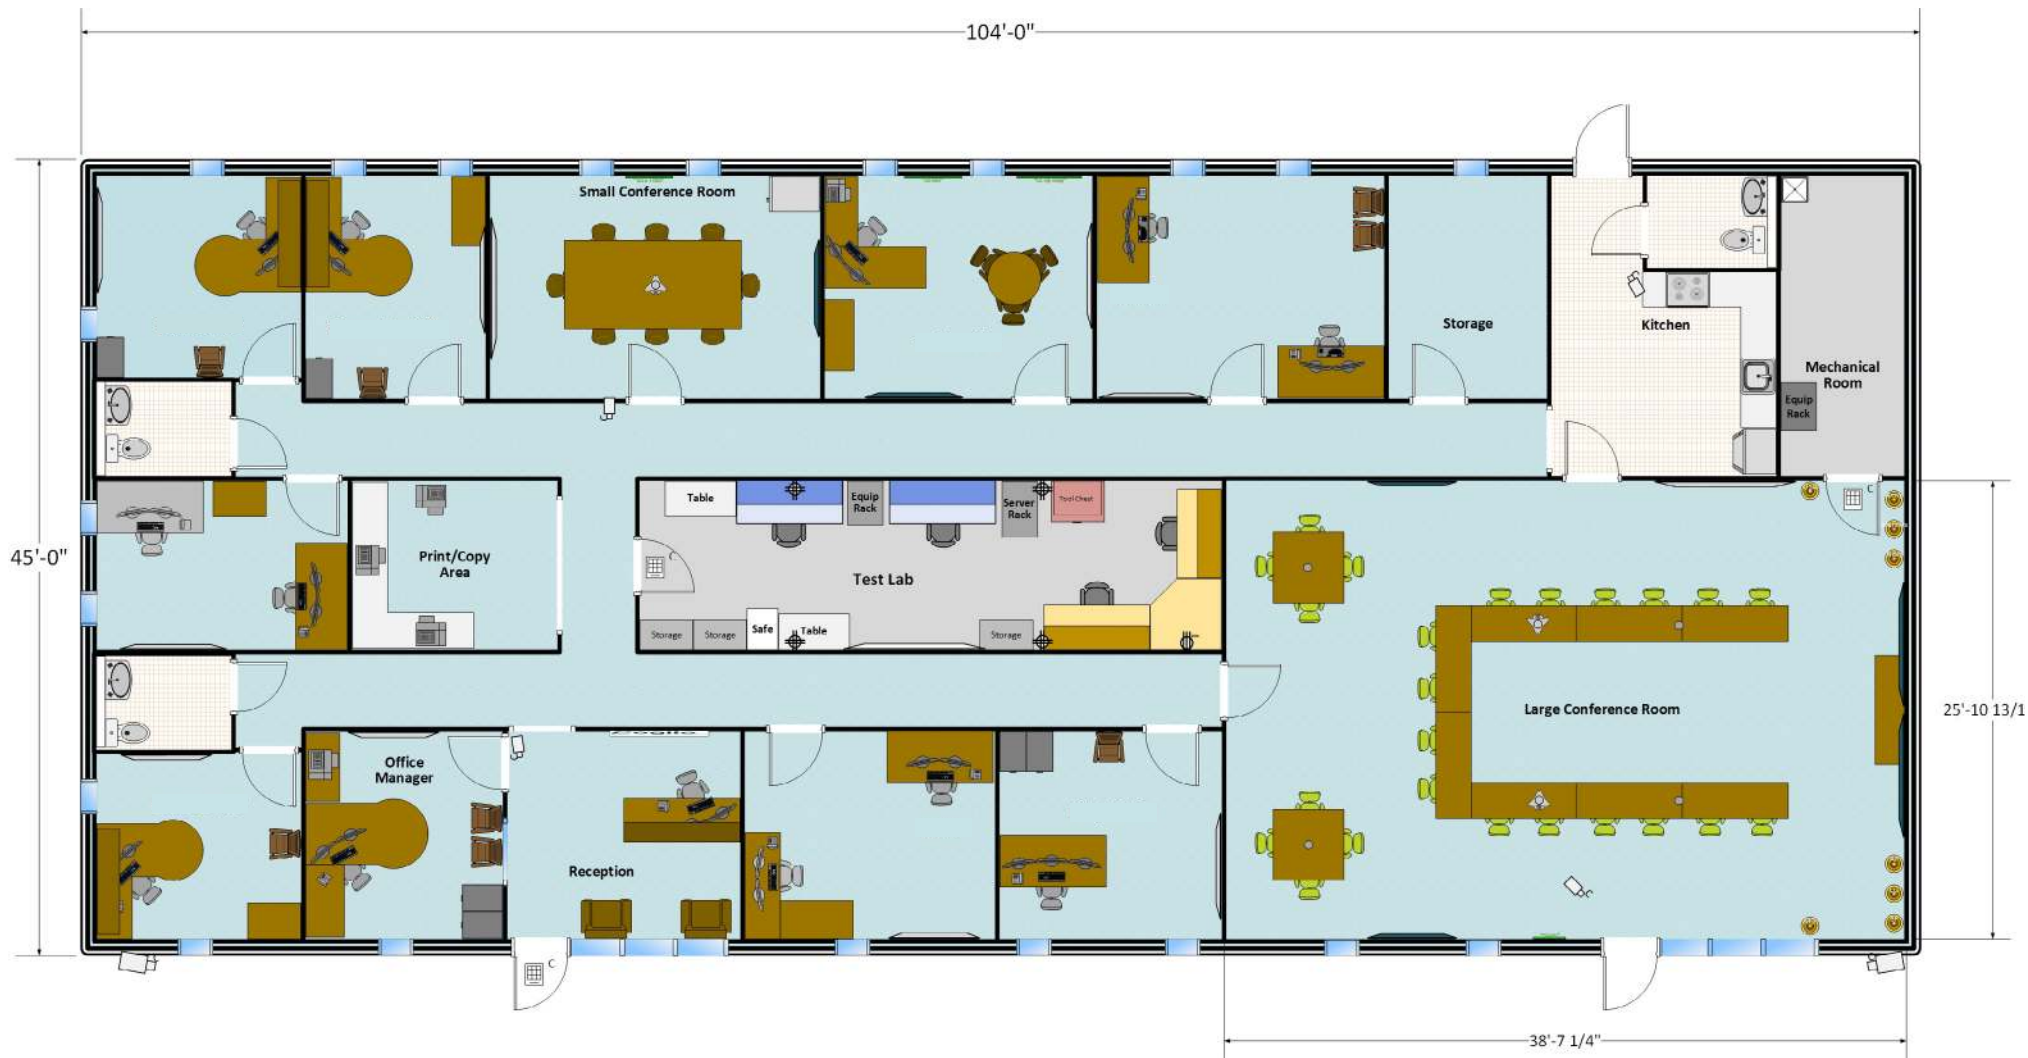 104'-0"
Small Conference Room
Storage
Kitchen
Mechanical
Room
Equip
Rack
45'-0"
Table
Equip
Rack
Server
Rack
Tool Chest
C
C
Print/Copy
Area
Test Lab
Storage
Storage
Safe
Table
Storage
Large Conference Room
25'-10 13/1
Office
Manager
Reception
C
38'-7 1/4"